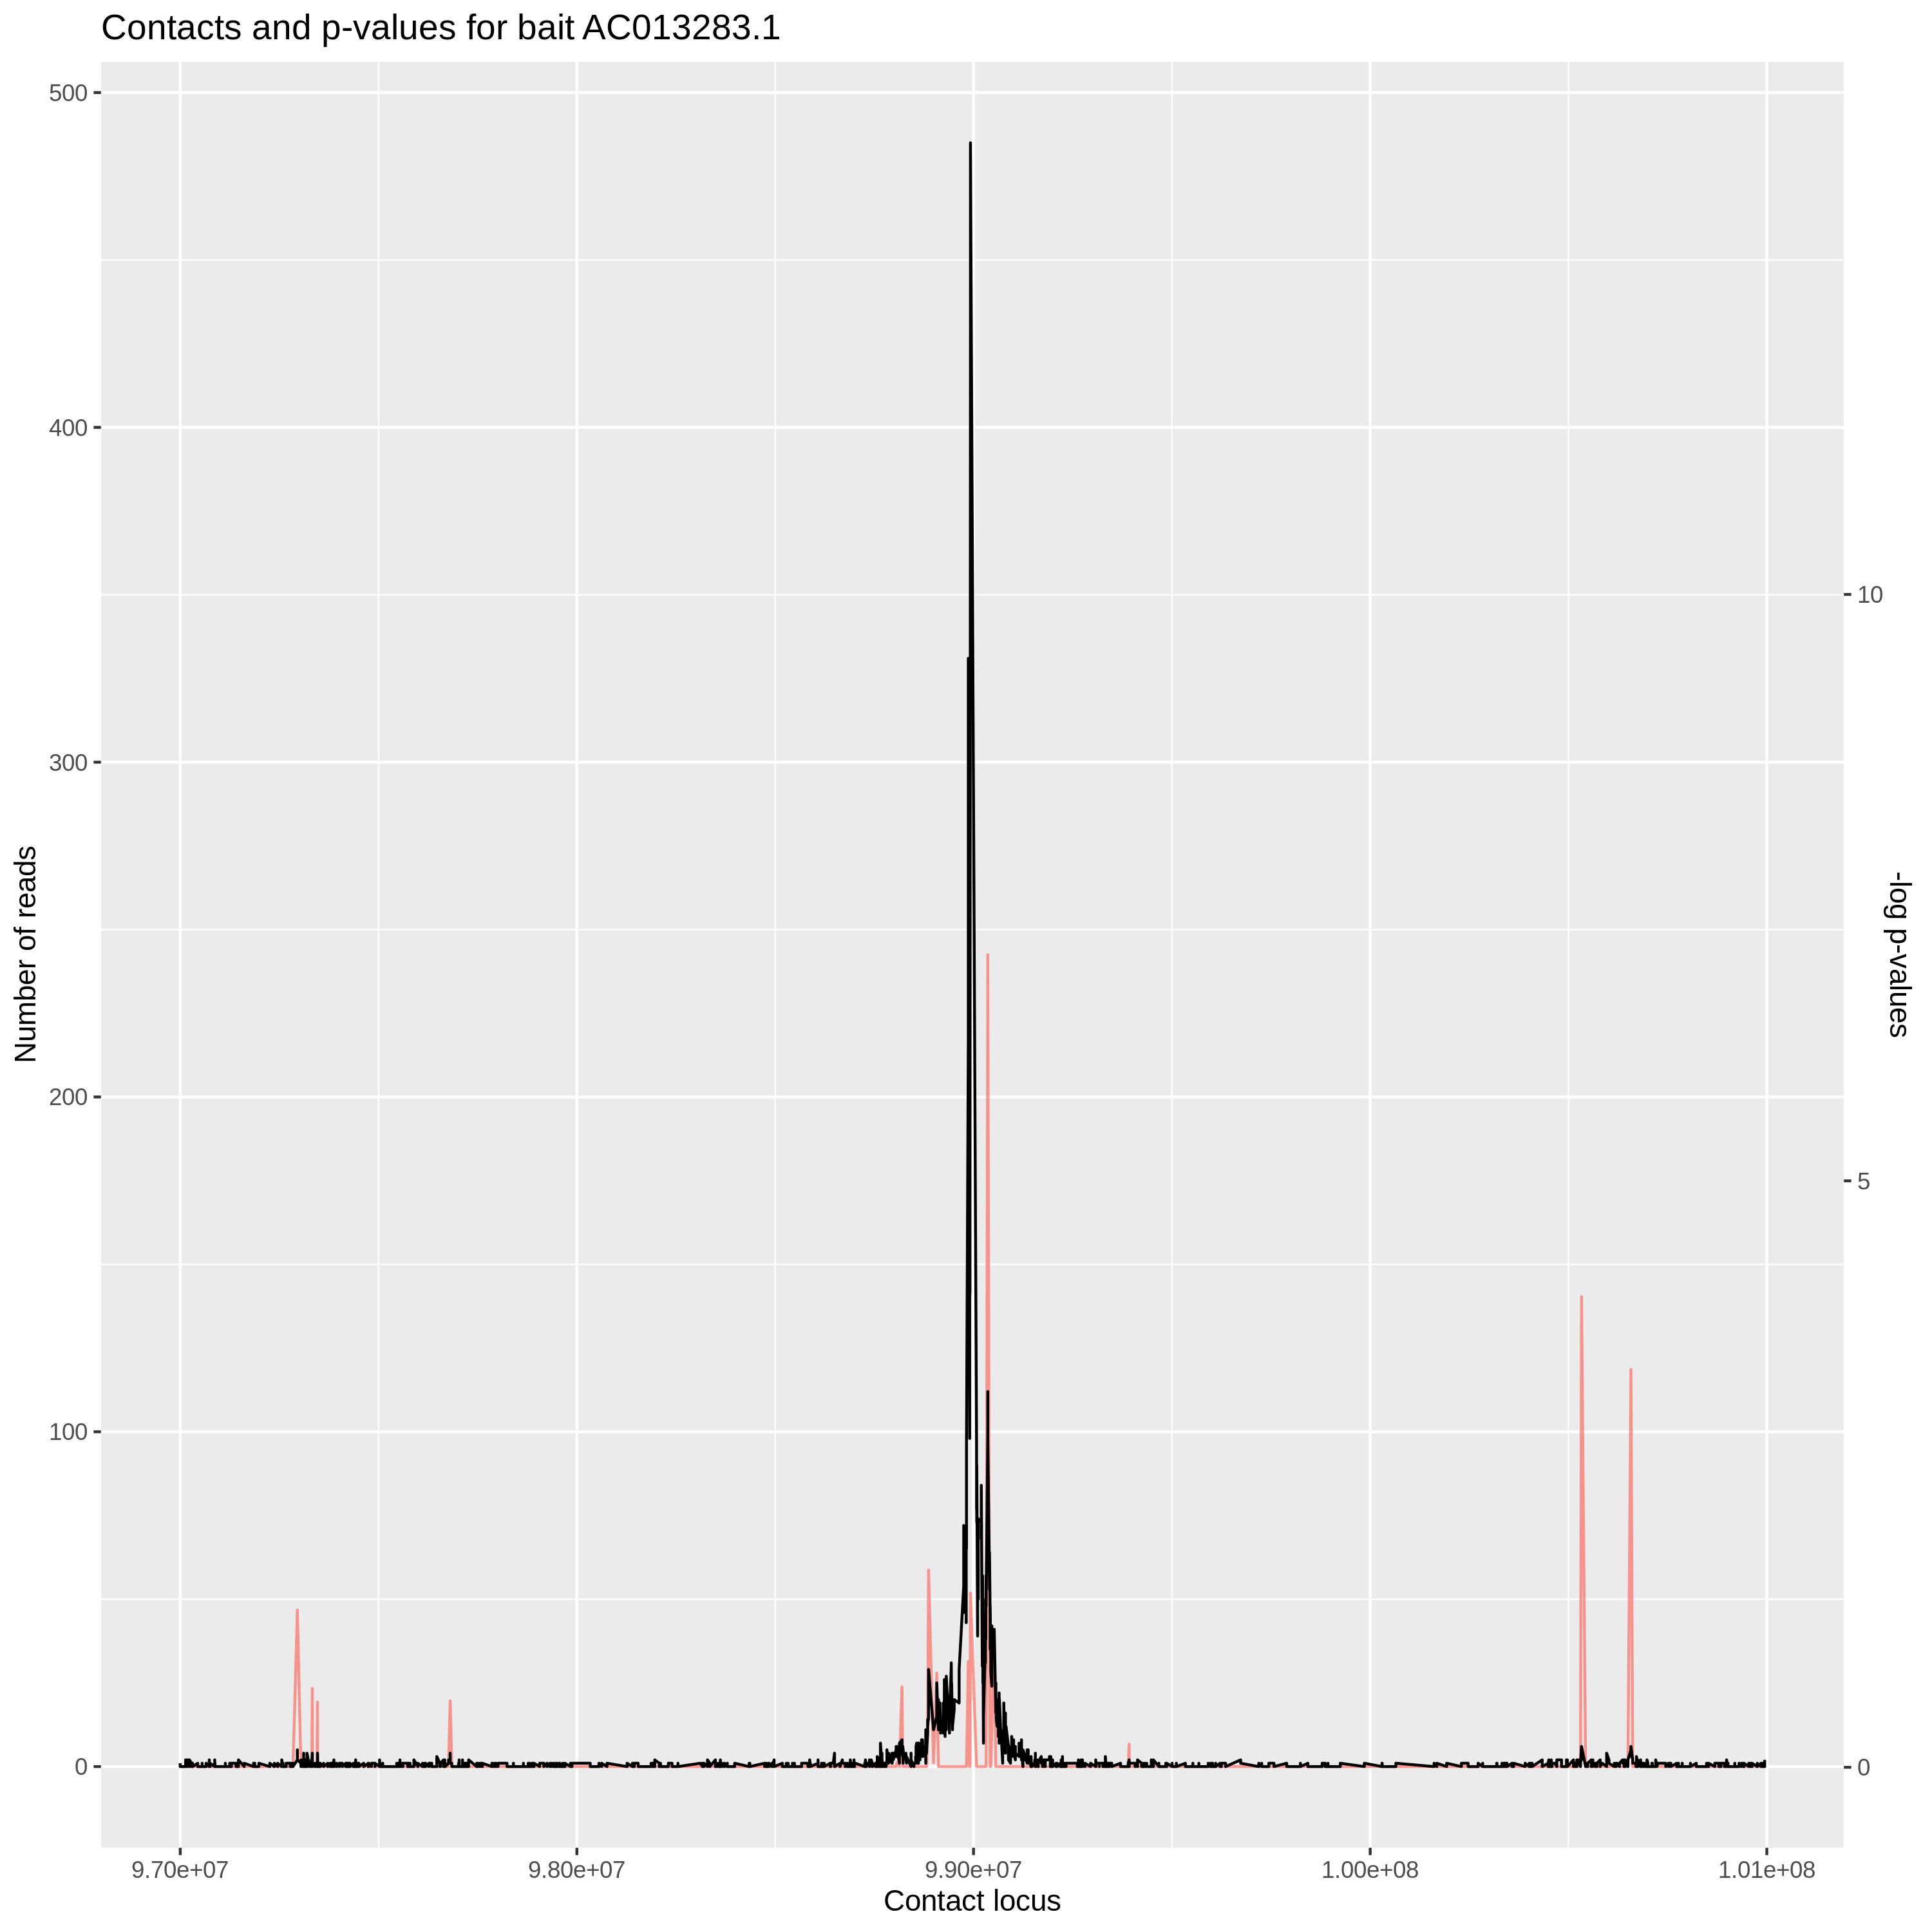 Contacts and p-values for bait AC013283.1
500
400
300
200
100
0
Number of reads
10
5
0
-log p-values
9.70e+07 9.80e+07 9.90e+07 1.00e+08 1.01e+08
Contact locus